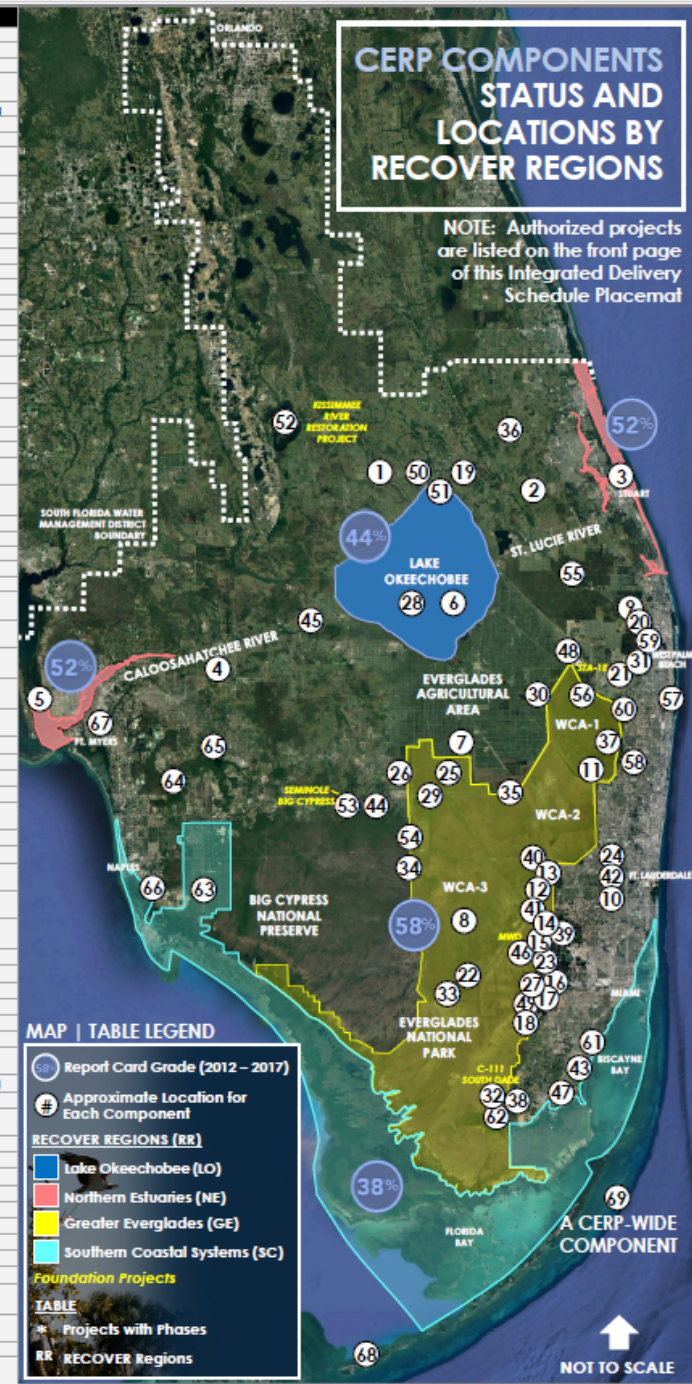 ORLANDO
CERP COMPONENTS
STATUS AND
LOCATIONS BY
RECOVER REGIONS
NOTE: Authorized projects
are listed on the front page
of this Integrated Delivery
Schedule Placemat
KISSIMMEE
RIVER
RESTORATION
PROJECT
52
36
52%
1
50
19
51
2
3
STUART
SOUTH FLORIDA WATER
MANAGEMENT DISTRICT
BOUNDARY
44%
LAKE
OKEECHOBEE
28
6
ST. LUCIE RIVER
55
45
9
20
59
WEST PALM
BEACH
31
21
48
STA-1E
52%
CALOOSAHATCHEE RIVER
4
5
67
FT. MYERS
EVERGLADES
AGRICULTURAL
AREA
30
56
57
60
WCA-1
37
65
7
11
58
64
26
25
29
35
SEMINOLE
BIG CYPRESS
53
44
WCA-2
54
34
40
13
24
42
FT. LAUDERDALE
10
NAPLES
66
63
BIG CYPRESS
NATIONAL
PRESERVE
WCA-3
12
58%
8
41
14
39
MWD
15
46
23
22
33
27
16
49
17
18
MIAMI
EVERGLADES
NATIONAL
PARK
61
BISCAYNE
BAY
43
C-111
SOUTH DADE
32
38
47
62
38%
FLORIDA
BAY
69
A CERP-WIDE
COMPONENT
68
NOT TO SCALE
MAP | TABLE LEGEND
58% Report Card Grade (2012 – 2017)
# Approximate Location for
Each Component
RECOVER REGIONS (RR)
Lake Okeechobee (LO)
Northern Estuaries (NE)
Greater Everglades (GE)
Southern Coastal Systems (SC)
Foundation Projects
TABLE
* Projects with Phases
RR RECOVER Regions